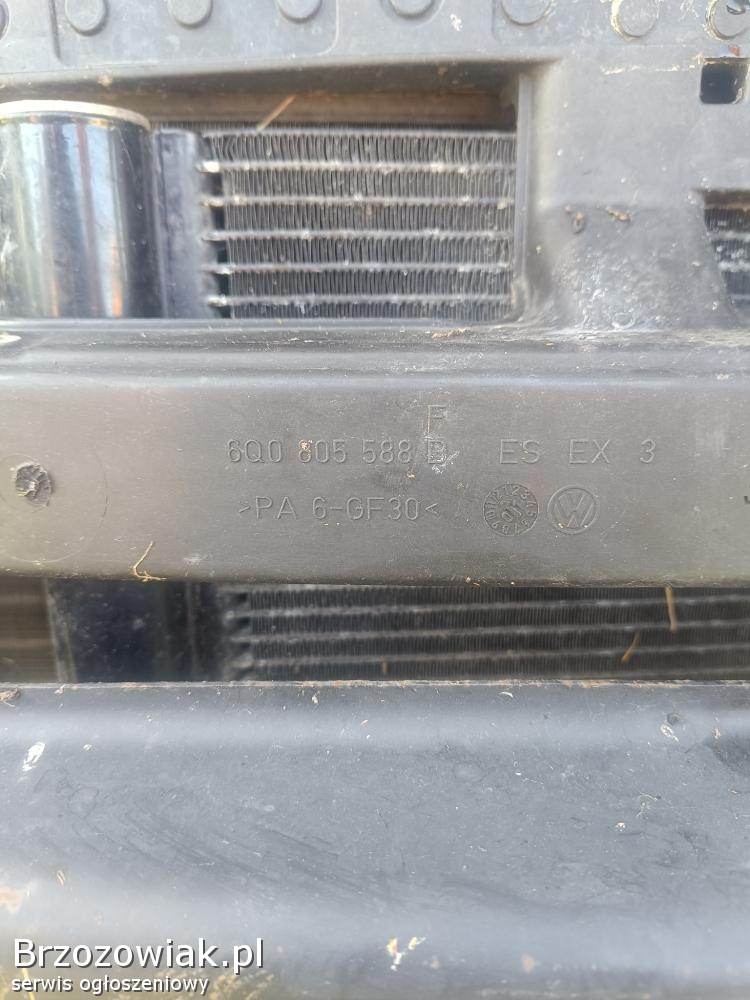 F
6Q0 805 588 B ES EX 3
>PA 6-GF30<
Brzozowiak.pl
serwis ogłoszeniowy